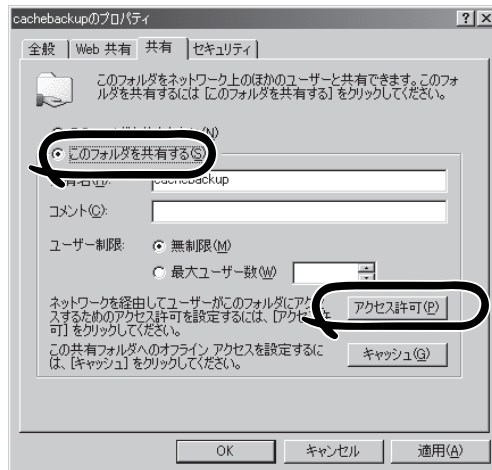 cachebackupのプロパティ
全般 Web 共有 共有 セキュリティ
このフォルダをネットワーク上のほかのユーザーと共有できます。このフォ
ルダを共有するには [このフォルダを共有する] をクリックしてください。
(N)
このフォルダを共有する(S)
cachebackup
コメント(C):
ユーザー制限: 無制限(M)
最大ユーザー数(W)
ネットワークを経由してユーザーがこのフォルダにアク
スするためのアクセス許可を設定するには、[アクセス許
可] をクリックしてください。
アクセス許可(P)
この共有フォルダへのオフライン アクセスを設定するに
は、[キャッシュ] をクリックしてください。
キャッシュ(G)
OK キャンセル 適用(A)